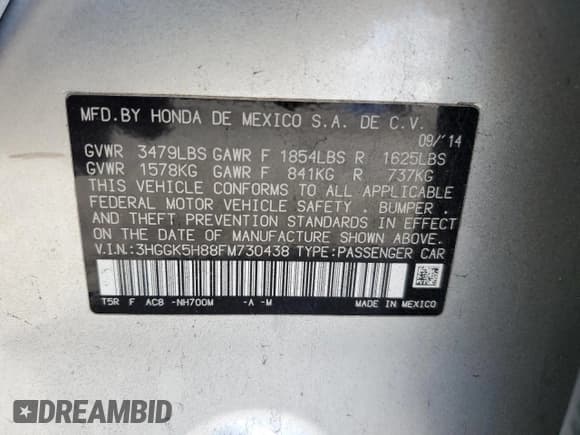 MFD.BY HONDA DE MEXICO S.A. DE C.V.
09/'14
GVWR 3479LBS GAWR F 1854LBS R 1625LBS
GVWR 1578KG GAWR F 841KG R 737KG
THIS VEHICLE CONFORMS TO ALL APPLICABLE
FEDERAL MOTOR VEHICLE SAFETY . BUMPER .
AND THEFT PREVENTION STANDARDS IN EFFECT
ON THE DATE OF MANUFACTURE SHOWN ABOVE.
V.I.N.:3HGGK5H88FM730438 TYPE:PASSENGER CAR
T5R F AC8 -NH700M -A -M MADE IN MEXICO
DREAMBID